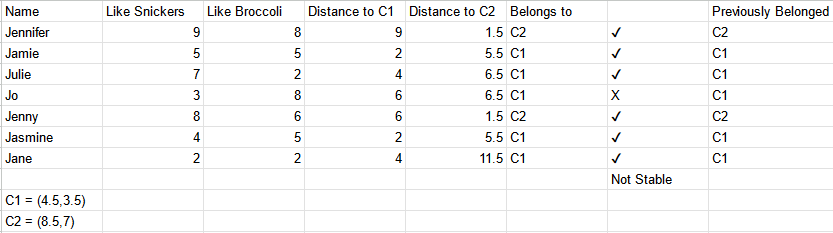 Name Like Snickers Like Broccoli Distance to C1 Distance to C2 Belongs to Previously Belonged
Jennifer 9 8 9 1.5 C2 ✓ C2
Jamie 5 5 2 5.5 C1 ✓ C1
Julie 7 2 4 6.5 C1 ✓ C1
Jo 3 8 6 6.5 C1 X C1
Jenny 8 6 6 1.5 C2 ✓ C2
Jasmine 4 5 2 5.5 C1 ✓ C1
Jane 2 2 4 11.5 C1 ✓ C1
Not Stable
C1 = (4.5,3.5)
C2 = (8.5,7)